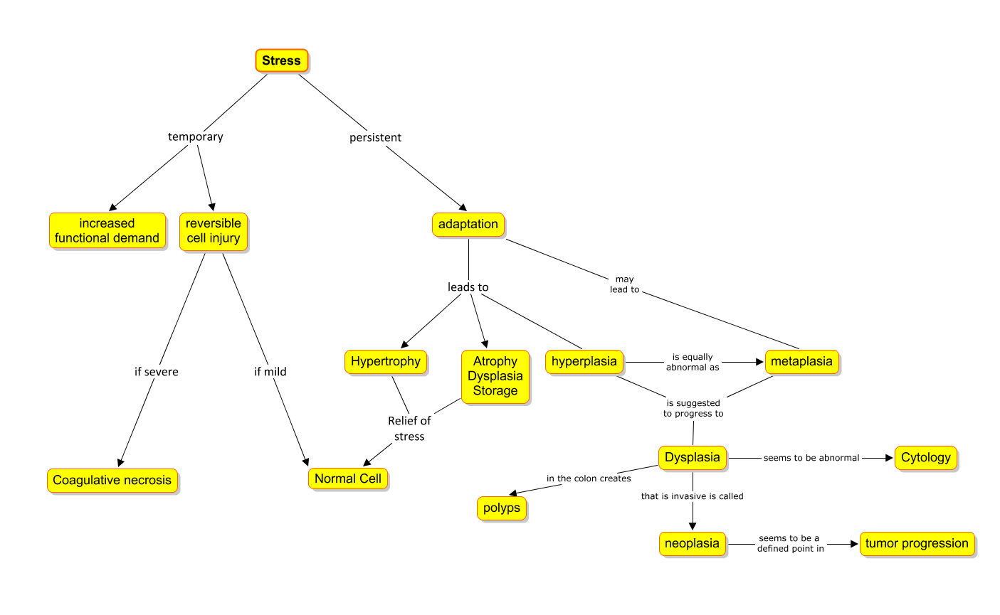 Stress
temporary
persistent
increased
functional demand
reversible
cell injury
adaptation
may
lead to
leads to
Hypertrophy
Atrophy
Dysplasia
Storage
hyperplasia
is equally
abnormal as
metaplasia
if severe
if mild
is suggested
to progress to
Relief of
stress
Dysplasia
seems to be abnormal
Cytology
Coagulative necrosis
Normal Cell
in the colon creates
that is invasive is called
polyps
neoplasia
seems to be a
defined point in
tumor progression